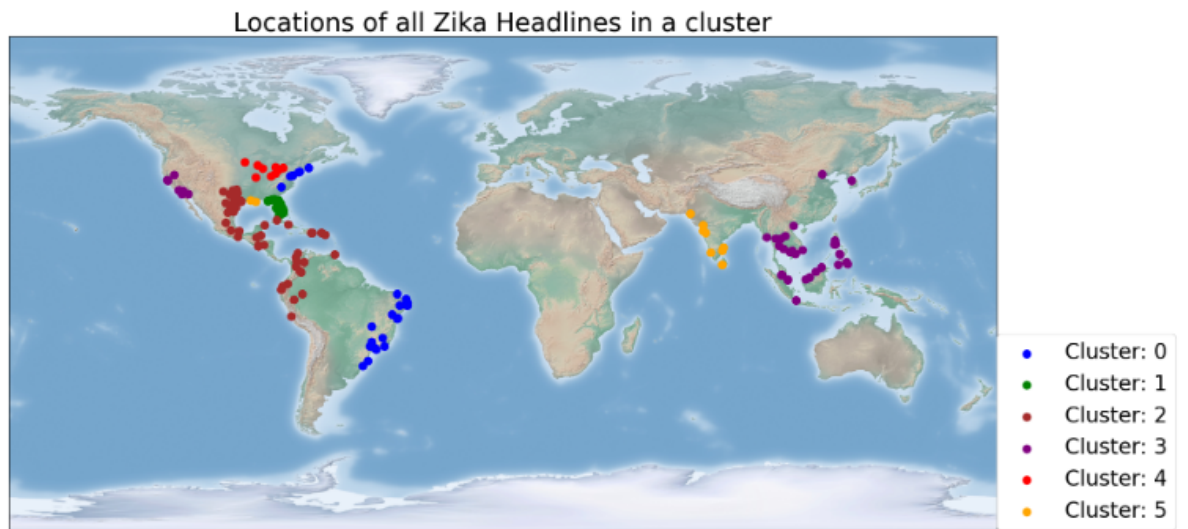 Locations of all Zika Headlines in a cluster
Cluster: 0
Cluster: 1
Cluster: 2
Cluster: 3
Cluster: 4
Cluster: 5